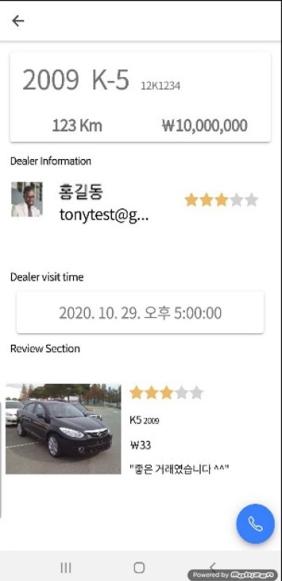 2009 K-5 12K1234
123 Km ₩10,000,000
Dealer Information
홍길동
tonytest@g...
Dealer visit time
2020. 10. 29. 오후 5:00:00
Review Section
K5 2009
₩33
"좋은 거래였습니다 ^^"
Powered by